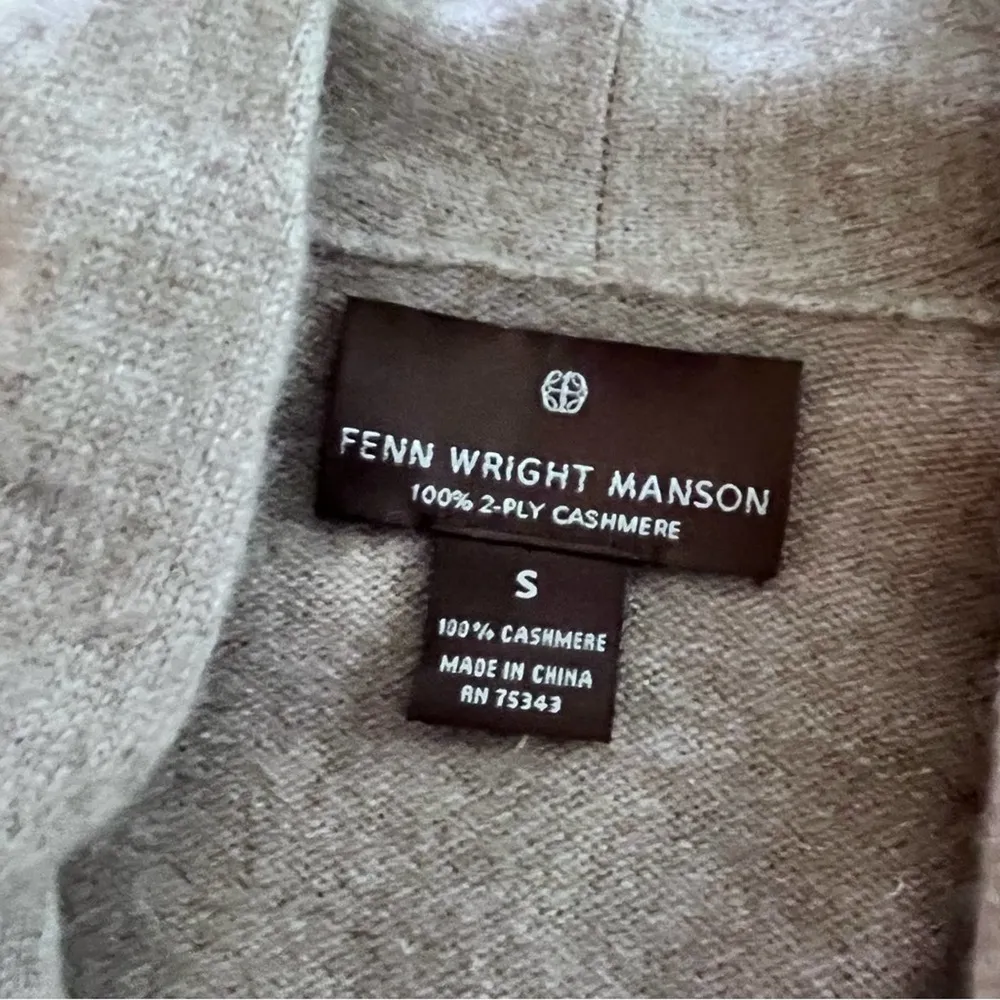 FENN WRIGHT MANSON
100% 2-PLY CASHMERE
S
100% CASHMERE
MADE IN CHINA
RN 75343